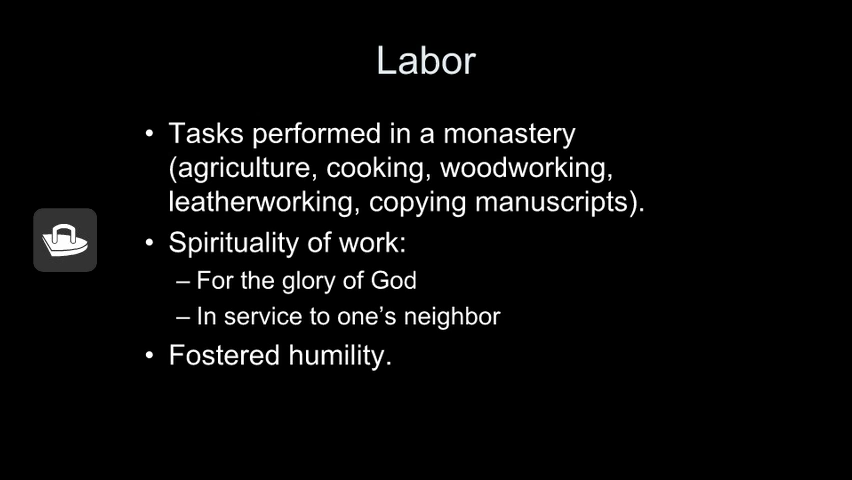 Labor
• Tasks performed in a monastery
(agriculture, cooking, woodworking,
leatherworking, copying manuscripts).
• Spirituality of work:
– For the glory of God
– In service to one’s neighbor
• Fostered humility.